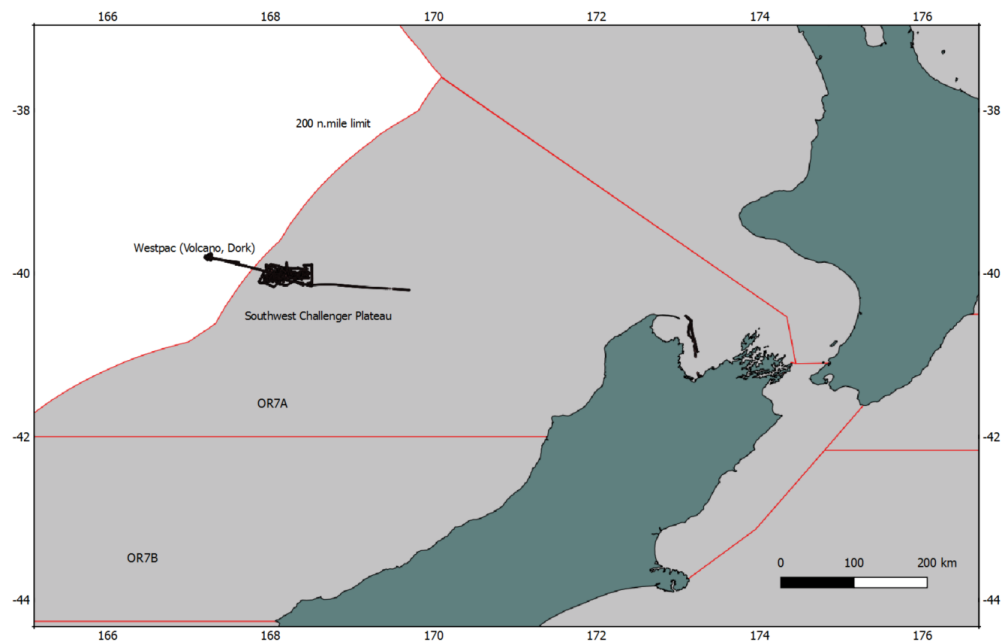 166 168 170 172 174 176
-38 -38
200 n.mile limit
Westpac (Volcano, Dork)
-40 -40
Southwest Challenger Plateau
OR7A
-42 -42
OR7B
0 100 200 km
-44 -44
166 168 170 172 174 176